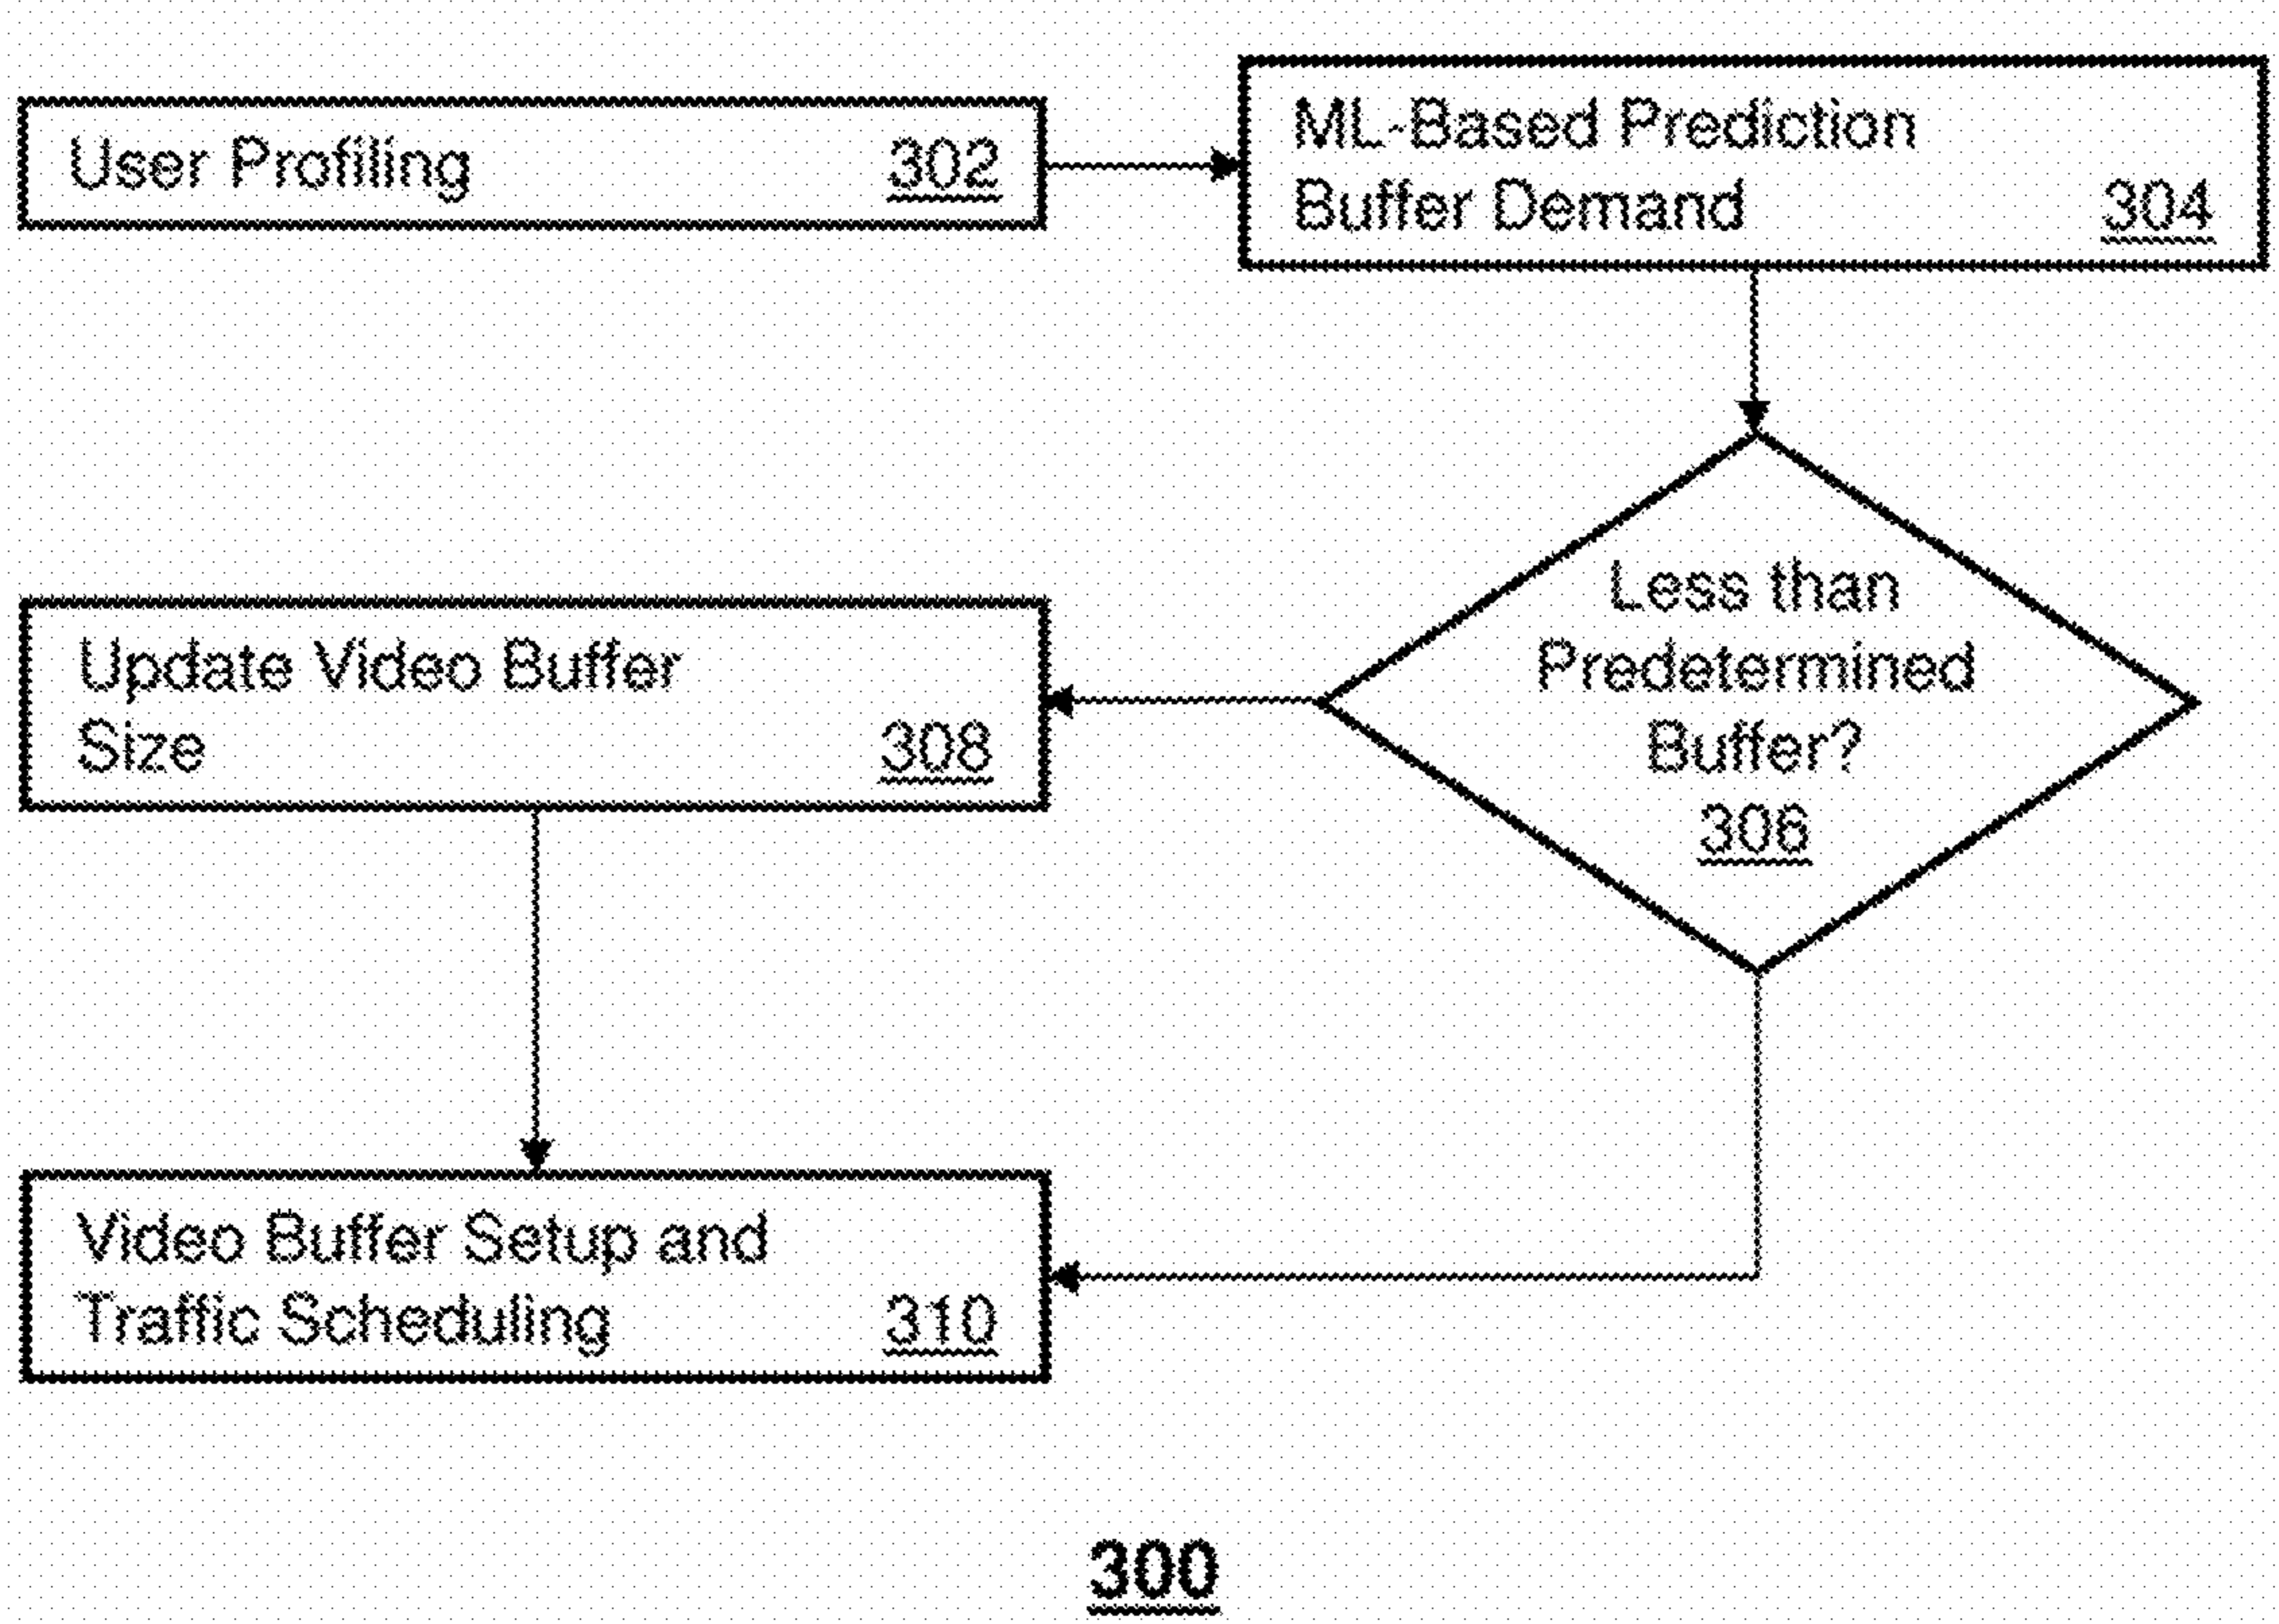 User Profiling 302
ML-Based Prediction
Buffer Demand 304
Less than
Predetermined
Buffer?
306
Update Video Buffer
Size 308
Video Buffer Setup and
Traffic Scheduling 310
300